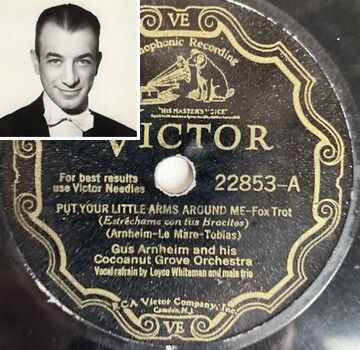 VE
Orthophonic Recording
"HIS MASTER'S VOICE"
VICTOR
For best results
use Victor Needles
22853-A
PUT YOUR LITTLE ARMS AROUND ME-Fox Trot
(Estréchame con tus Bracitos)
(Arnheim-Le Mare-Tobias)
Gus Arnheim and his
Cocoanut Grove Orchestra
Vocal refrain by Loyce Whiteman and male trio
RCA Victor Company, Inc.
Camden, N.J.
VE